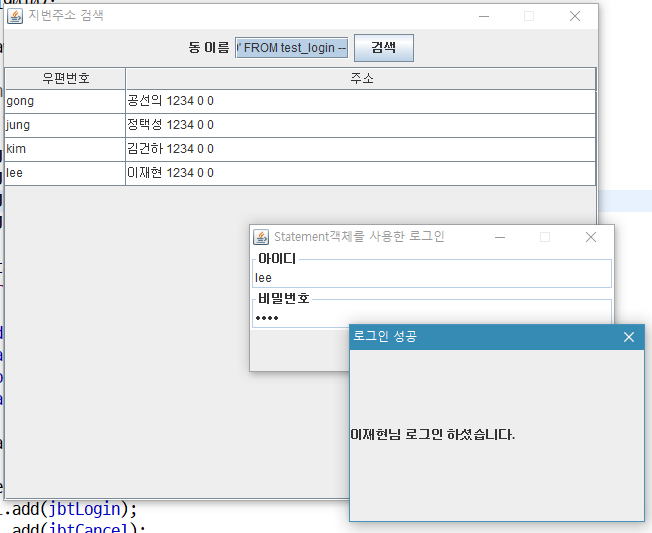 지번주소 검색
동 이름 ' FROM test_login -- 검색
우편번호 주소
gong 공선의 1234 0 0
jung 정택성 1234 0 0
kim 김건하 1234 0 0
lee 이재현 1234 0 0
Statement객체를 사용한 로그인
아이디
lee
비밀번호
••••
로그인 성공
이재현님 로그인 하셨습니다.
.add(jbtLogin);
.add(jbtCancel);